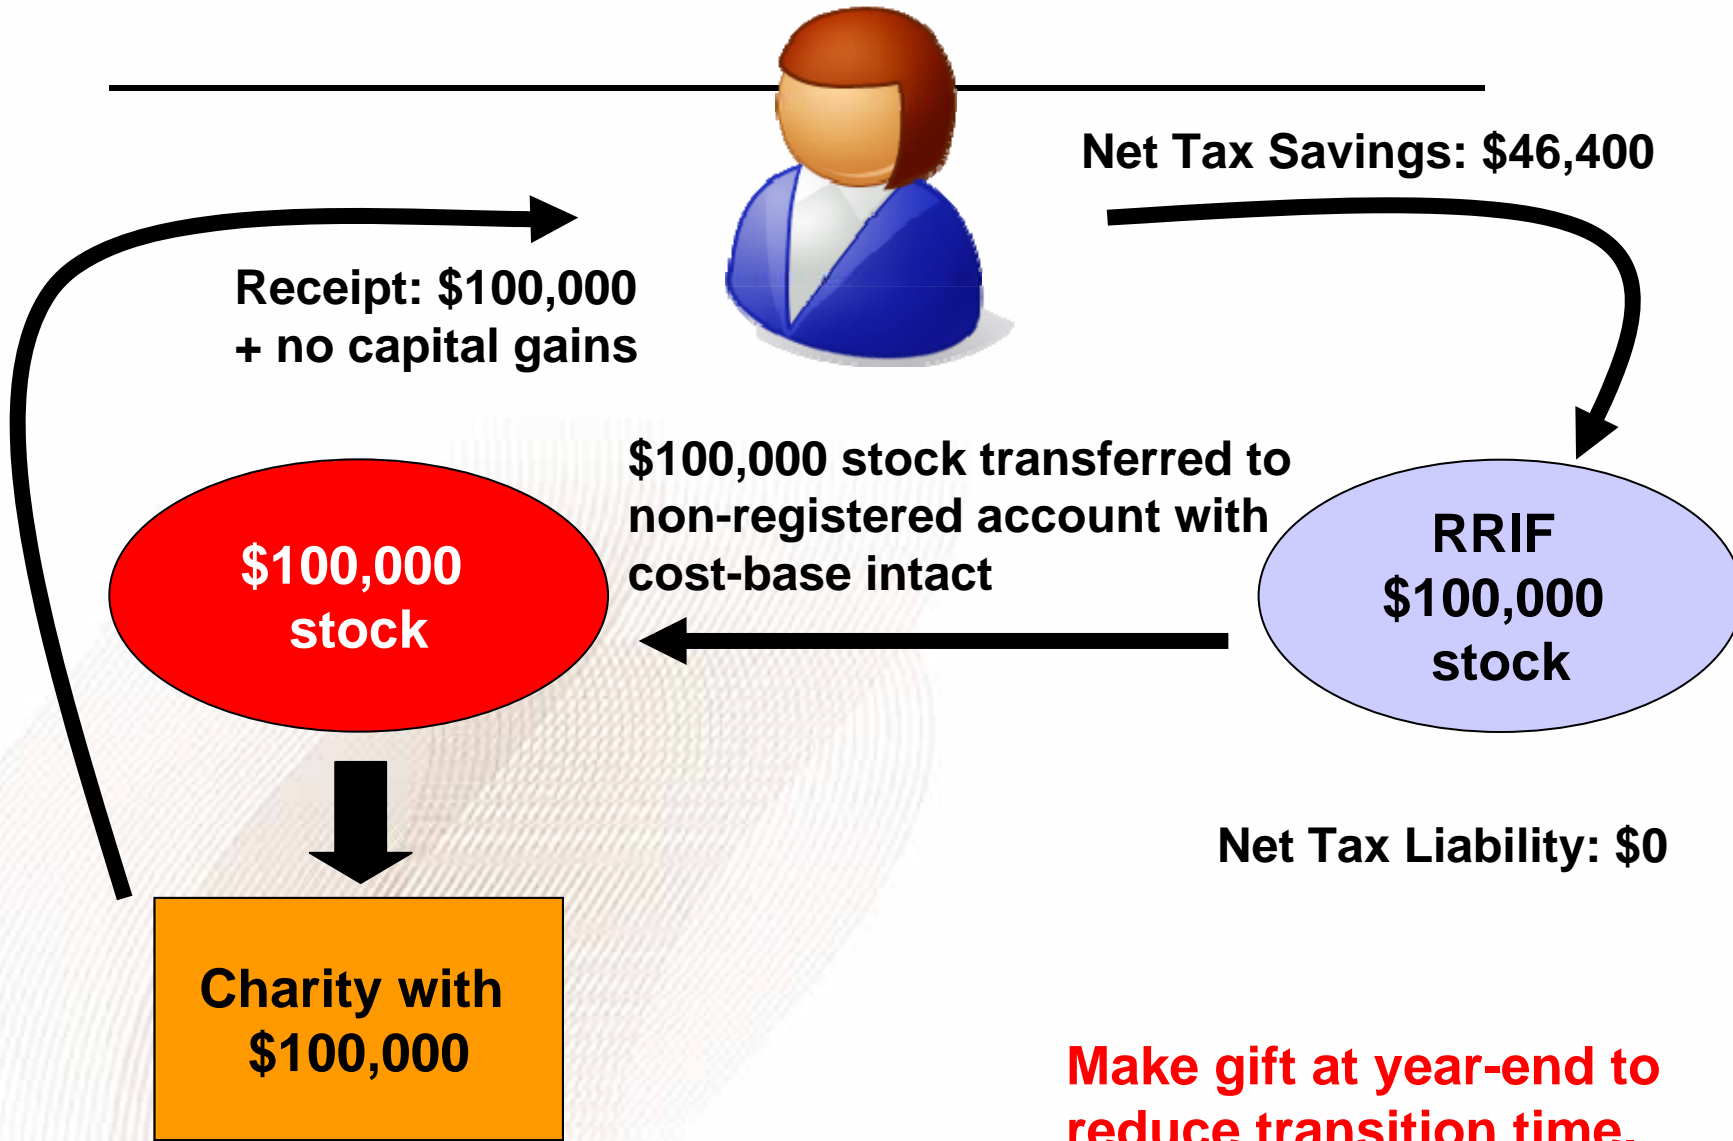 Net Tax Savings: $46,400
Receipt: $100,000
+ no capital gains
$100,000 stock transferred to
non-registered account with
cost-base intact
$100,000
stock
RRIF
$100,000
stock
Net Tax Liability: $0
Charity with
$100,000
Make gift at year-end to
reduce transition time.